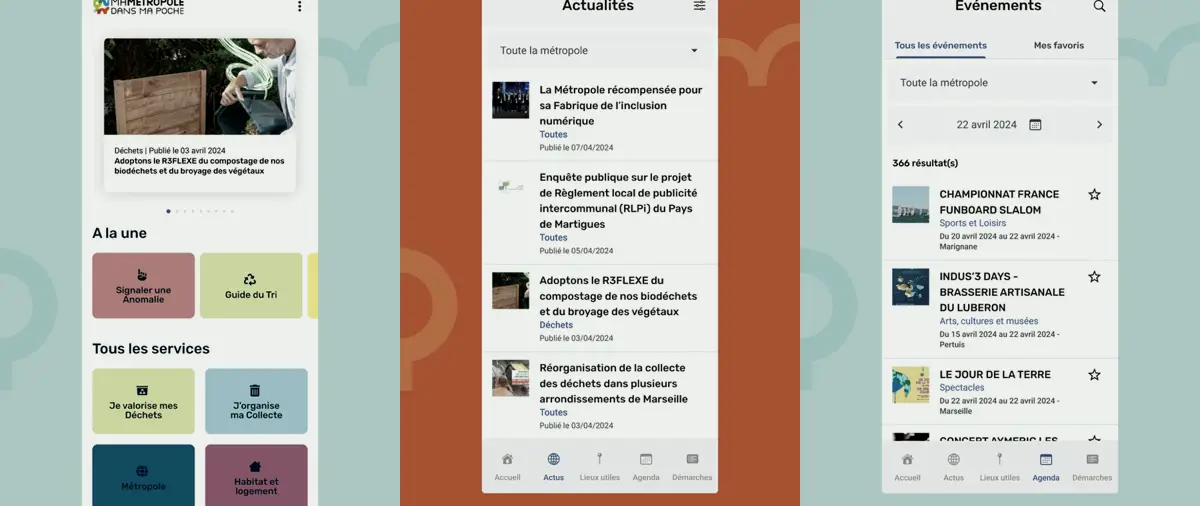 MAMÉTROPOLE
DANS MA POCHE
Déchets | Publié le 03 avril 2024
Adoptons le R3FLEXE du compostage de nos
biodéchets et du broyage des végétaux
A la une
Signaler une
Anomalie
Guide du Tri
Tous les services
Je valorise mes
Déchets
J'organise
ma Collecte
Métropole
Habitat et
logement
Actualités
Toute la métropole
La Métropole récompensée pour
sa Fabrique de l'inclusion
numérique
Toutes
Publié le 07/04/2024
Enquête publique sur le projet
de Règlement local de publicité
intercommunal (RLPi) du Pays
de Martigues
Toutes
Publié le 05/04/2024
Adoptons le R3FLEXE du
compostage de nos biodéchets
et du broyage des végétaux
Déchets
Publié le 03/04/2024
Réorganisation de la collecte
des déchets dans plusieurs
arrondissements de Marseille
Toutes
Publié le 03/04/2024
Accueil
Actus
Lieux utiles
Agenda
Démarches
Evénements
Tous les événements
Mes favoris
Toute la métropole
22 avril 2024
366 résultat(s)
CHAMPIONNAT FRANCE
FUNBOARD SLALOM
Sports et Loisirs
Du 20 avril 2024 au 22 avril 2024 -
Marignane
INDUS'3 DAYS -
BRASSERIE ARTISANALE
DU LUBERON
Arts, cultures et musées
Du 15 avril 2024 au 22 avril 2024 -
Pertuis
LE JOUR DE LA TERRE
Spectacles
Du 22 avril 2024 au 22 avril 2024 -
Marseille
CONCERT AYMERIC LES
Accueil
Actus
Lieux utiles
Agenda
Démarches